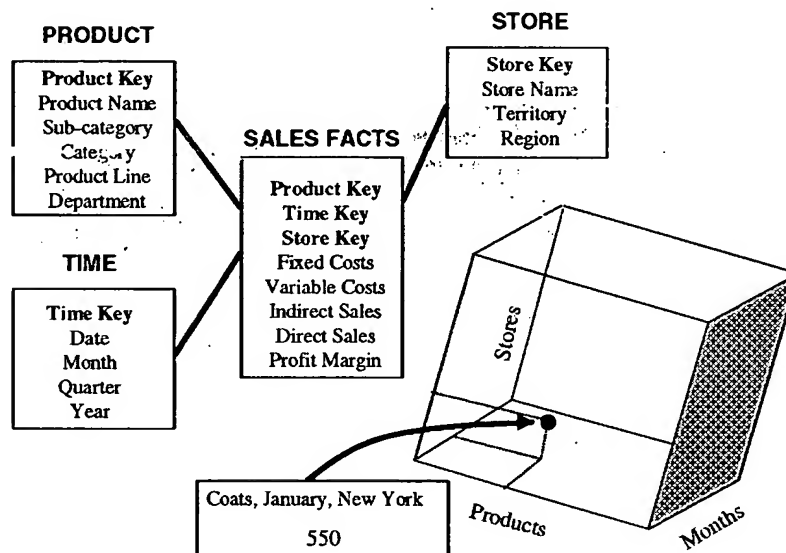 PRODUCT
Product Key
Product Name
Sub-category
Category
Product Line
Department
TIME
Time Key
Date
Month
Quarter
Year
SALES FACTS
Product Key
Time Key
Store Key
Fixed Costs
Variable Costs
Indirect Sales
Direct Sales
Profit Margin
STORE
Store Key
Store Name
Territory
Region
Stores
Products
Months
Coats, January, New York
550